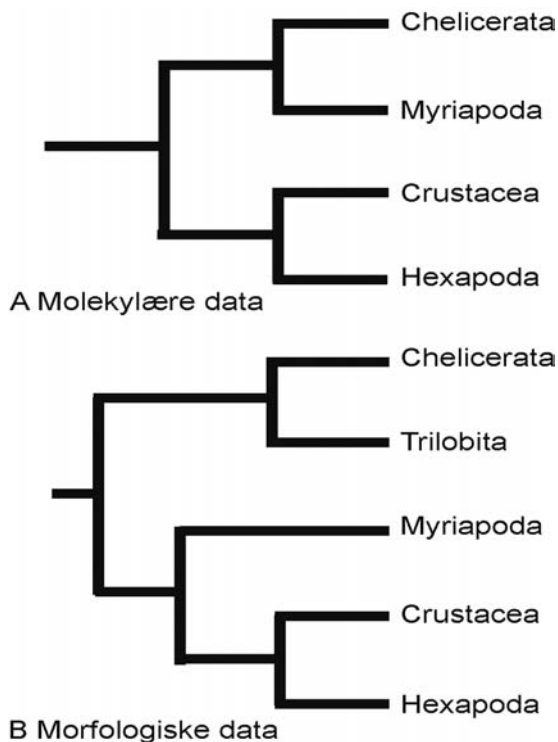 Chelicerata
Myriapoda
Crustacea
Hexapoda
A Molekylære data
Chelicerata
Trilobita
Myriapoda
Crustacea
Hexapoda
B Morfologiske data